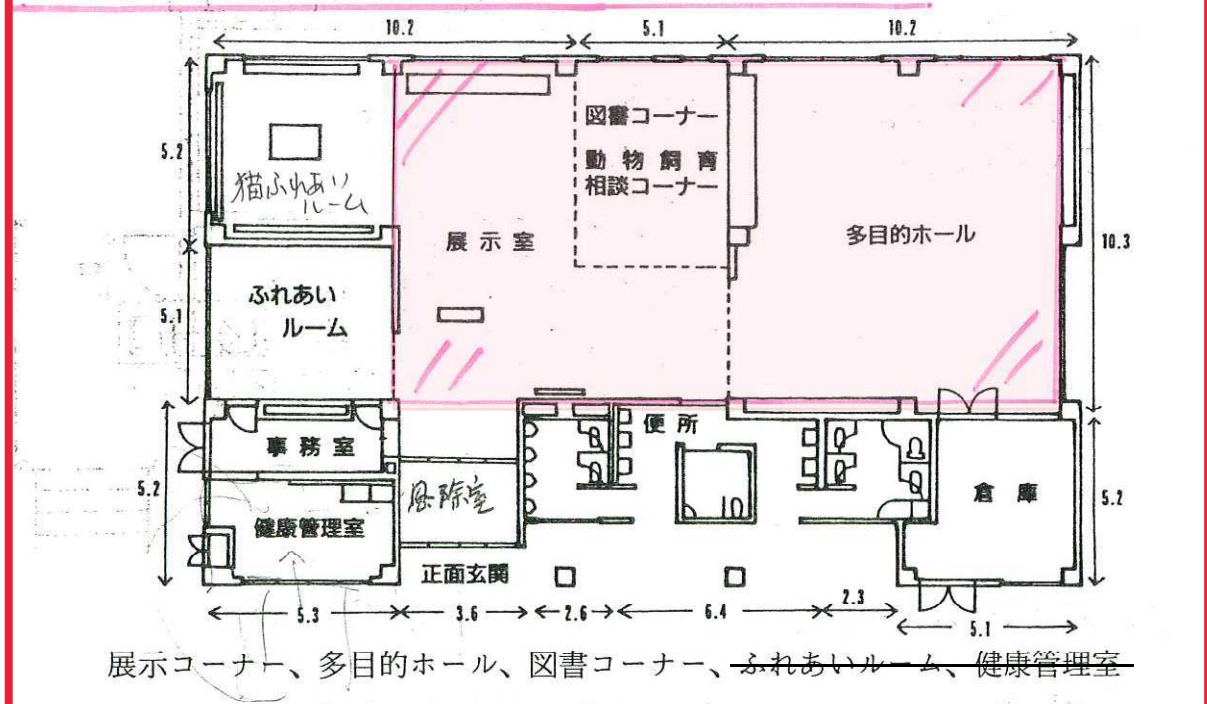 10.2
5.1
10.2
5.2
図書コーナー
動物飼育
相談コーナー
猫ふれあい
ルーム
展示室
多目的ホール
10.3
ふれあい
ルーム
5.1
便所
事務室
5.2
風除室
倉庫
5.2
健康管理室
正面玄関
5.3
3.6
2.6
6.4
2.3
5.1
展示コーナー、多目的ホール、図書コーナー、ふれあいルーム、健康管理室